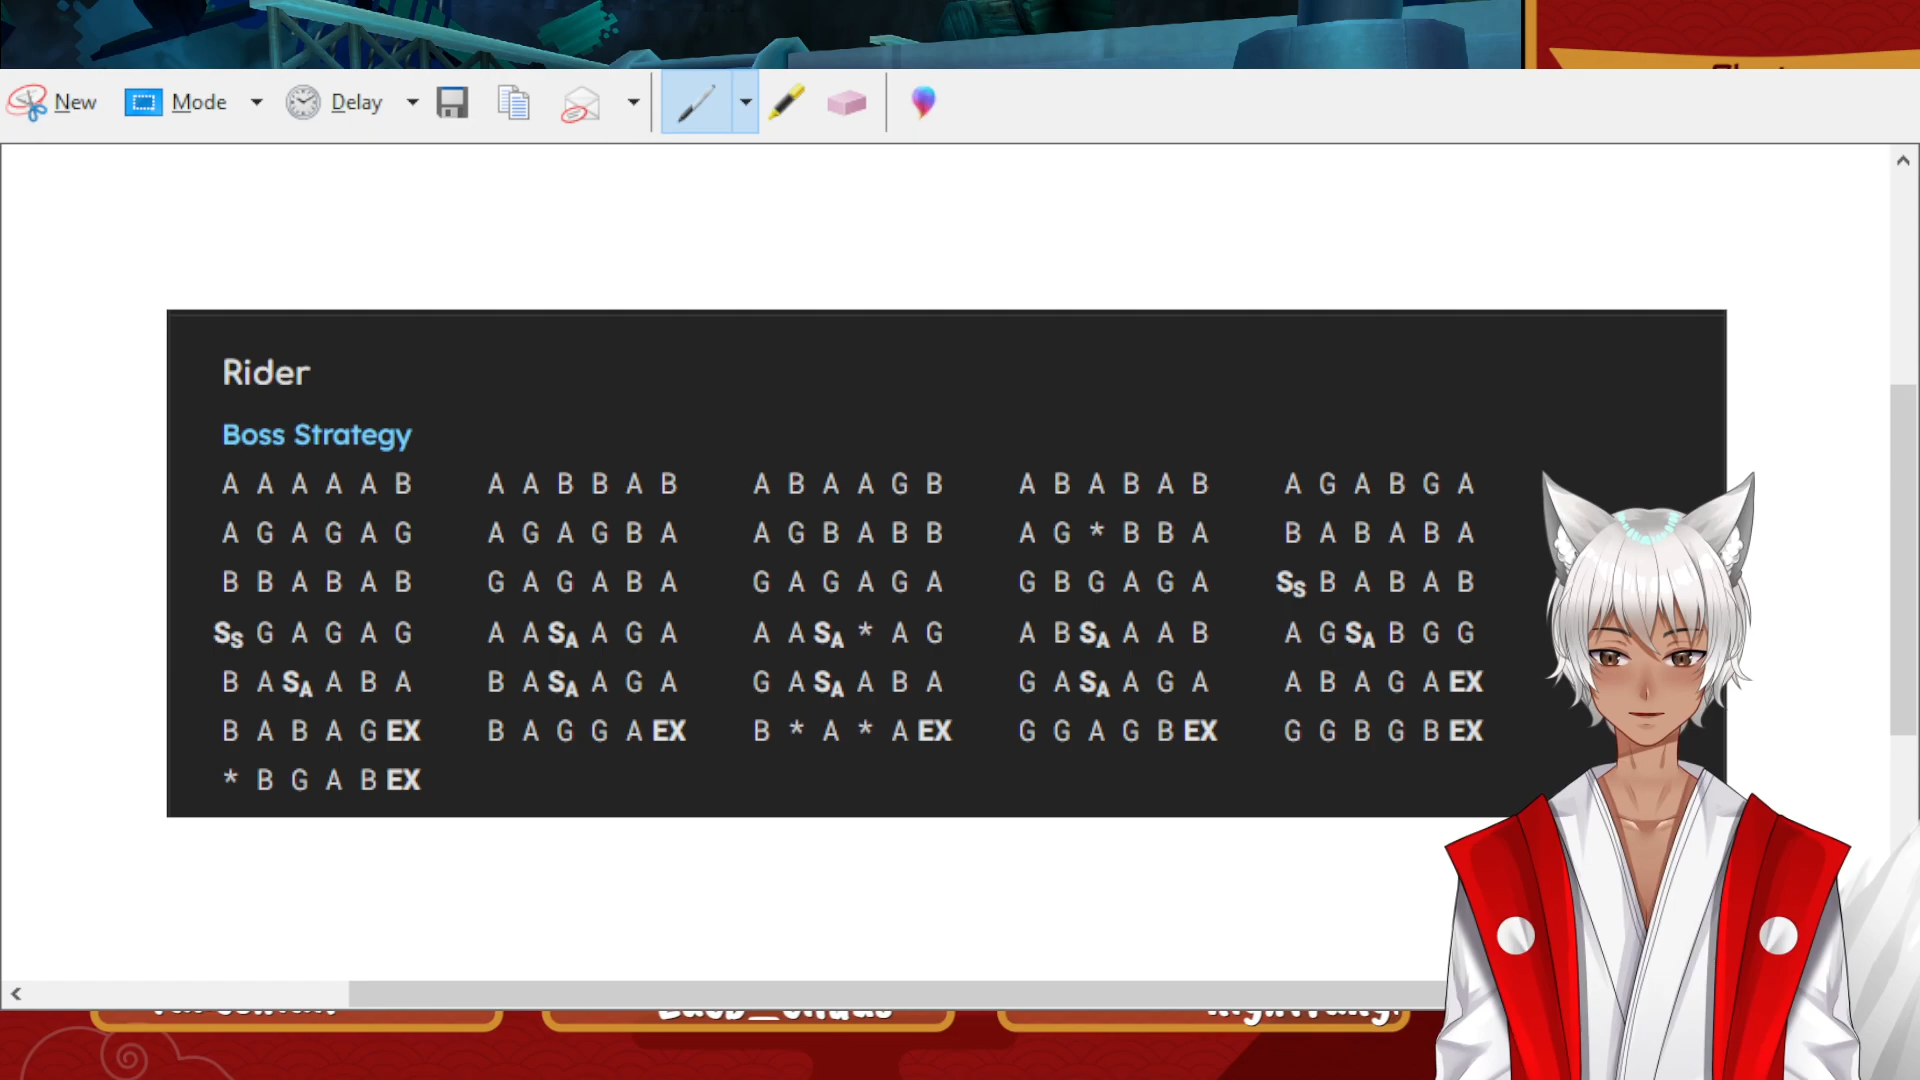 New Mode Delay
Rider
Boss Strategy
A A A A A B A A B B A B A B A A G B A B A B A B A G A B G A
A G A G A G A G A G B A A G B A B B A G * B B A B A B A B A
B B A B A B G A G A B A G A G A G A G B G A G A SS B A B A B
SS G A G A G A A SA A G A A A SA * A G A B SA A A B A G SA B G G
B A SA A B A B A SA A G A G A SA A B A G A SA A G A A B A G A EX
B A B A G EX B A G G A EX B * A * A EX G G A G B EX G G B G B EX
* B G A B EX